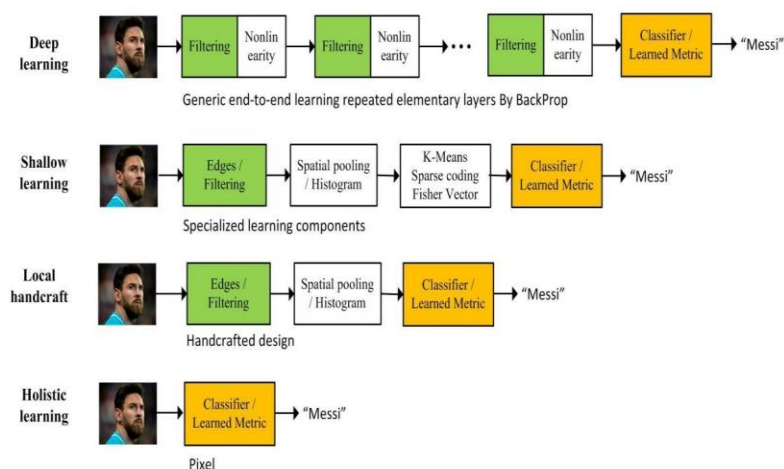 Deep
learning
Filtering
Nonlin
earity
Filtering
Nonlin
earity
Filtering
Nonlin
earity
Classifier /
Learned Metric
“Messi”
Generic end-to-end learning repeated elementary layers By BackProp
Shallow
learning
Edges /
Filtering
Spatial pooling
/ Histogram
K-Means
Sparse coding
Fisher Vector
Classifier /
Learned Metric
“Messi”
Specialized learning components
Local
handcraft
Edges /
Filtering
Spatial pooling
/ Histogram
Classifier /
Learned Metric
“Messi”
Handcrafted design
Holistic
learning
Classifier /
Learned Metric
“Messi”
Pixel